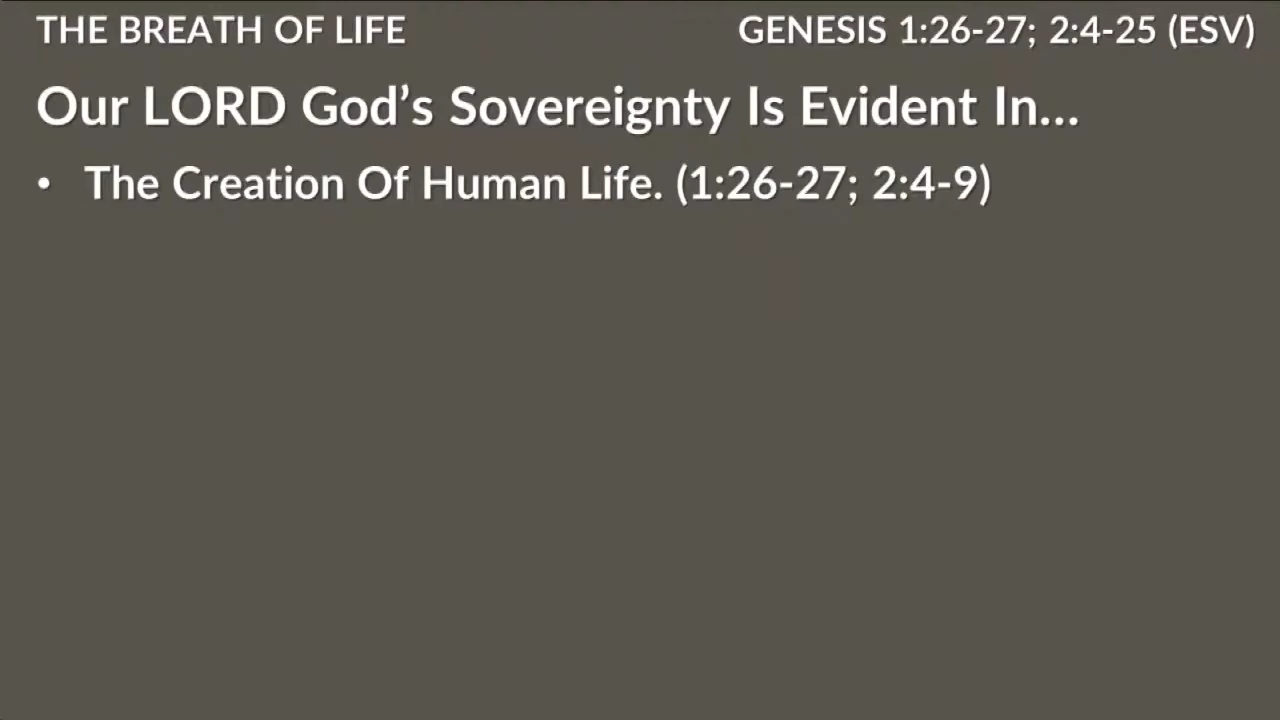 THE BREATH OF LIFE
GENESIS 1:26-27; 2:4-25 (ESV)
Our LORD God’s Sovereignty Is Evident In...
• The Creation Of Human Life. (1:26-27; 2:4-9)